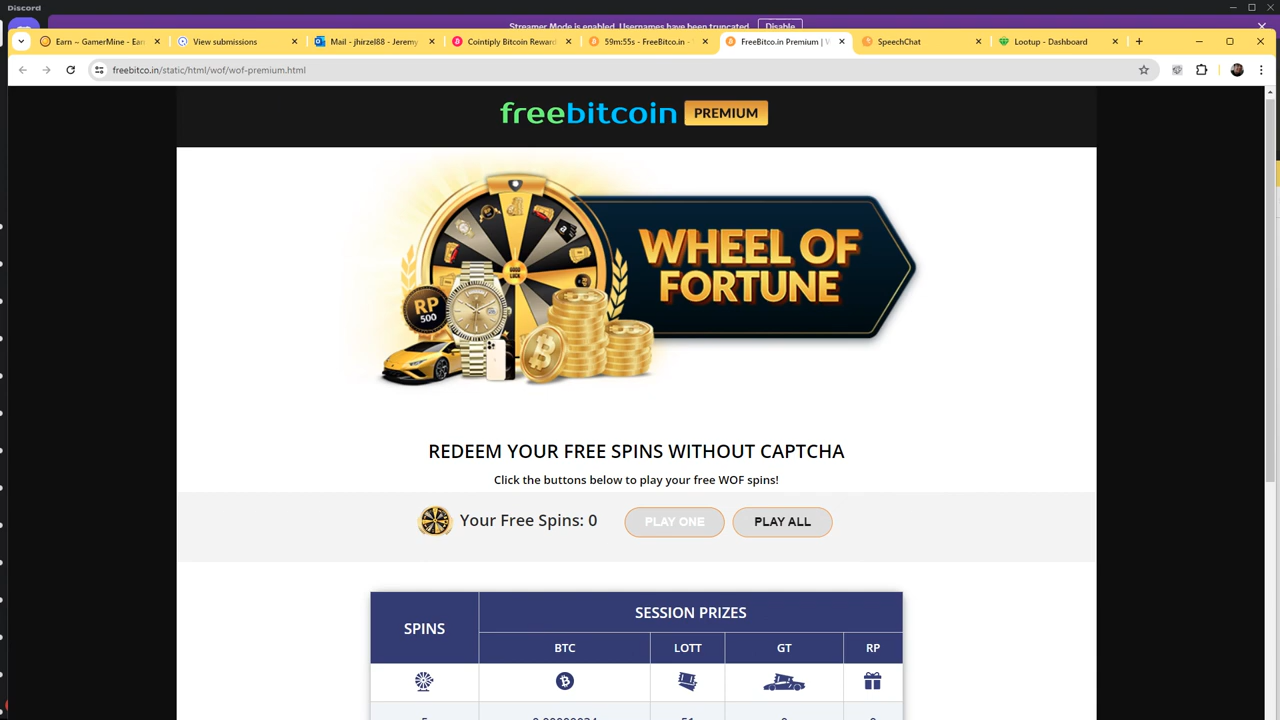 Discord
Streamer Mode is enabled. Usernames have been truncated. Disable
Earn ~ GamerMine - Earn
View submissions
Mail - jhirzel88 - Jeremy
Cointiply Bitcoin Reward
59m:55s - FreeBitco.in -
FreeBitco.in Premium |
SpeechChat
Lootup - Dashboard
freebitco.in/static/html/wof/wof-premium.html
freebitcoin PREMIUM
GOOD LUCK
WHEEL OF
FORTUNE
RP
500
REDEEM YOUR FREE SPINS WITHOUT CAPTCHA
Click the buttons below to play your free WOF spins!
Your Free Spins: 0 PLAY ONE PLAY ALL
SPINS SESSION PRIZES
BTC LOTT GT RP